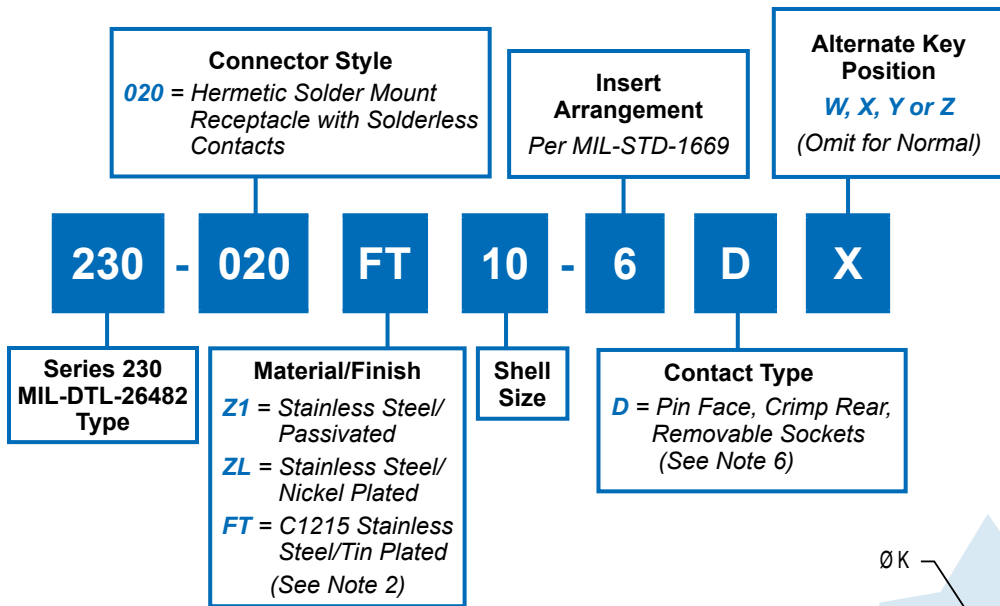 Connector Style
020 = Hermetic Solder Mount
Receptacle with Solderless
Contacts
Insert
Arrangement
Per MIL-STD-1669
Alternate Key
Position
W, X, Y or Z
(Omit for Normal)
230 - 020 FT 10 - 6 D X
Series 230
MIL-DTL-26482
Type
Material/Finish
Z1 = Stainless Steel/
Passivated
ZL = Stainless Steel/
Nickel Plated
FT = C1215 Stainless
Steel/Tin Plated
(See Note 2)
Shell
Size
Contact Type
D = Pin Face, Crimp Rear,
Removable Sockets
(See Note 6)
Ø K